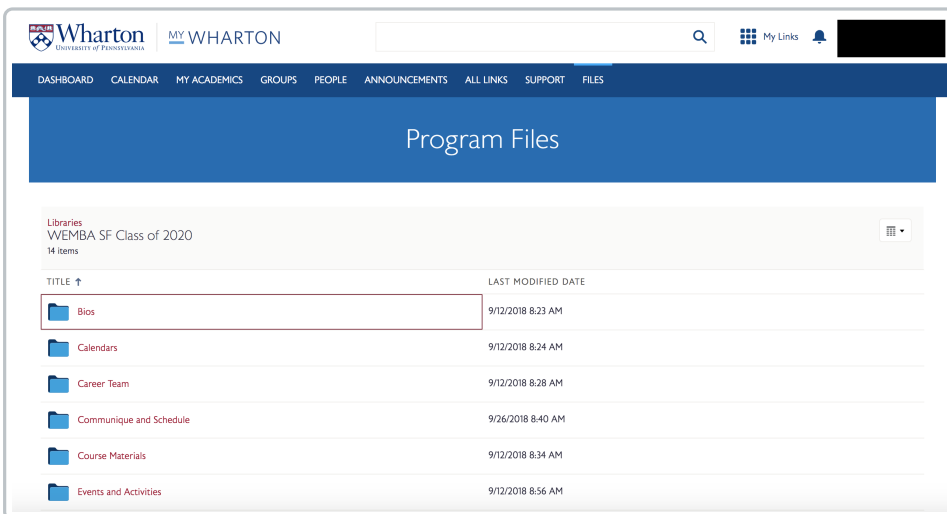 Wharton
UNIVERSITY of PENNSYLVANIA
MY WHARTON
My Links
DASHBOARD CALENDAR MY ACADEMICS GROUPS PEOPLE ANNOUNCEMENTS ALL LINKS SUPPORT FILES
Program Files
Libraries
WEMBA SF Class of 2020
14 items
TITLE ↑ LAST MODIFIED DATE
Bios 9/12/2018 8:23 AM
Calendars 9/12/2018 8:24 AM
Career Team 9/12/2018 8:28 AM
Communique and Schedule 9/26/2018 8:40 AM
Course Materials 9/12/2018 8:34 AM
Events and Activities 9/12/2018 8:56 AM